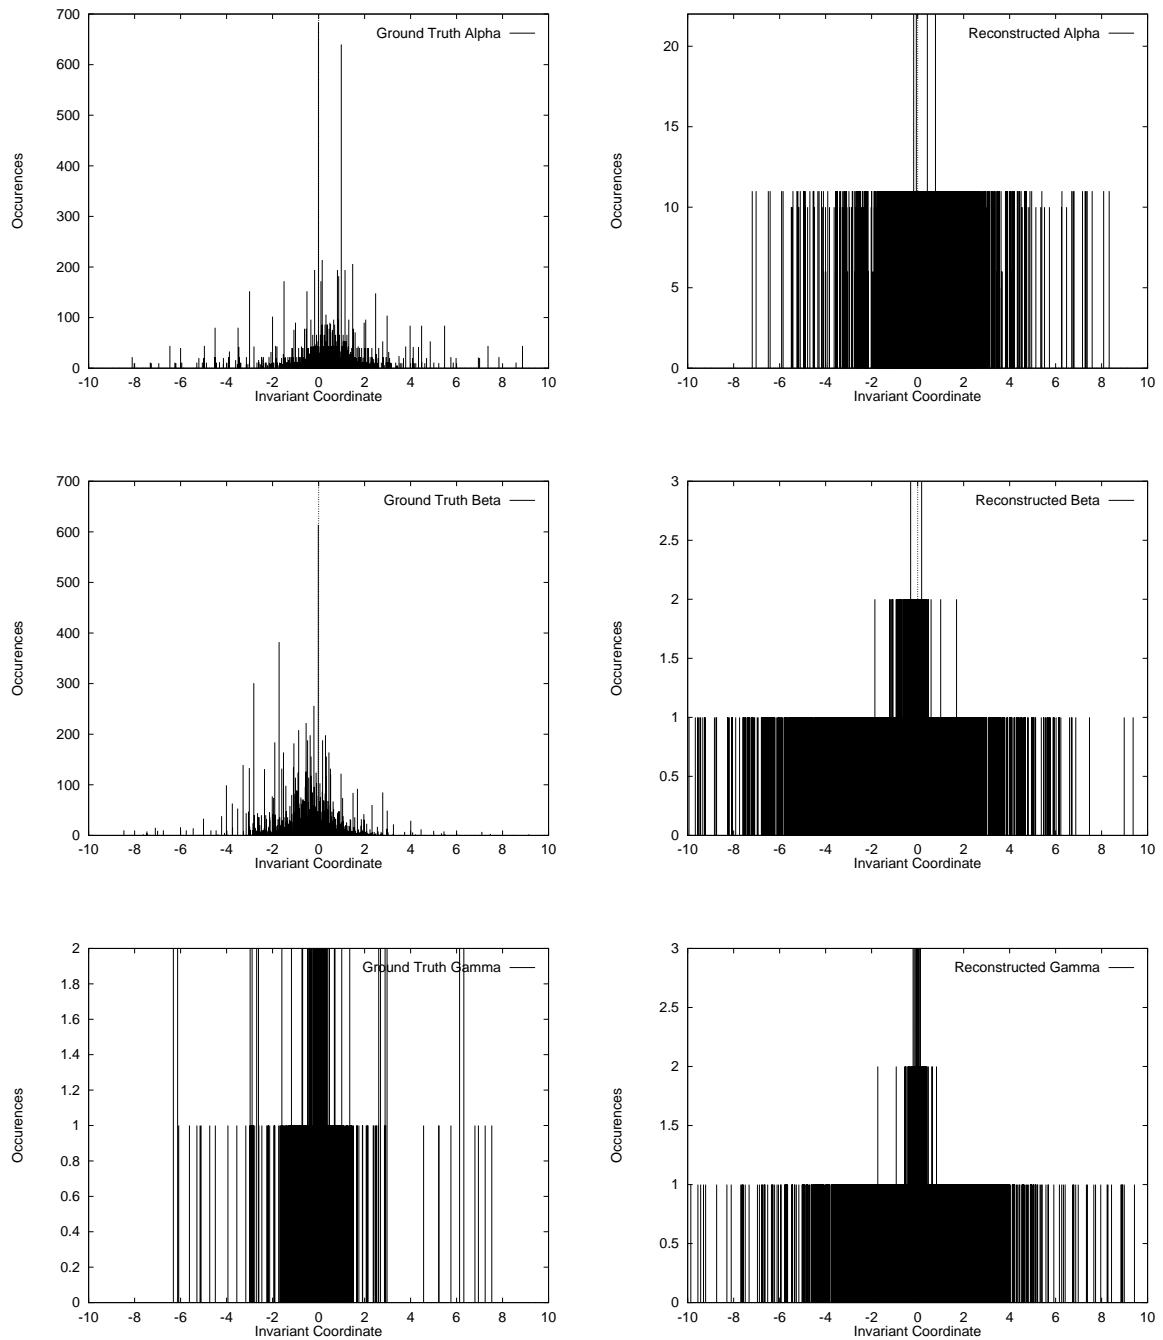 700
600
500
400
300
200
100
0
Occurences
Ground Truth Alpha
-10 -8 -6 -4 -2 0 2 4 6 8 10
Invariant Coordinate
20
15
10
5
0
Occurences
Reconstructed Alpha
-10 -8 -6 -4 -2 0 2 4 6 8 10
Invariant Coordinate
700
600
500
400
300
200
100
0
Occurences
Ground Truth Beta
-10 -8 -6 -4 -2 0 2 4 6 8 10
Invariant Coordinate
3
2.5
2
1.5
1
0.5
0
Occurences
Reconstructed Beta
-10 -8 -6 -4 -2 0 2 4 6 8 10
Invariant Coordinate
2
1.8
1.6
1.4
1.2
1
0.8
0.6
0.4
0.2
0
Occurences
Ground Truth Gamma
-10 -8 -6 -4 -2 0 2 4 6 8 10
Invariant Coordinate
3
2.5
2
1.5
1
0.5
0
Occurences
Reconstructed Gamma
-10 -8 -6 -4 -2 0 2 4 6 8 10
Invariant Coordinate